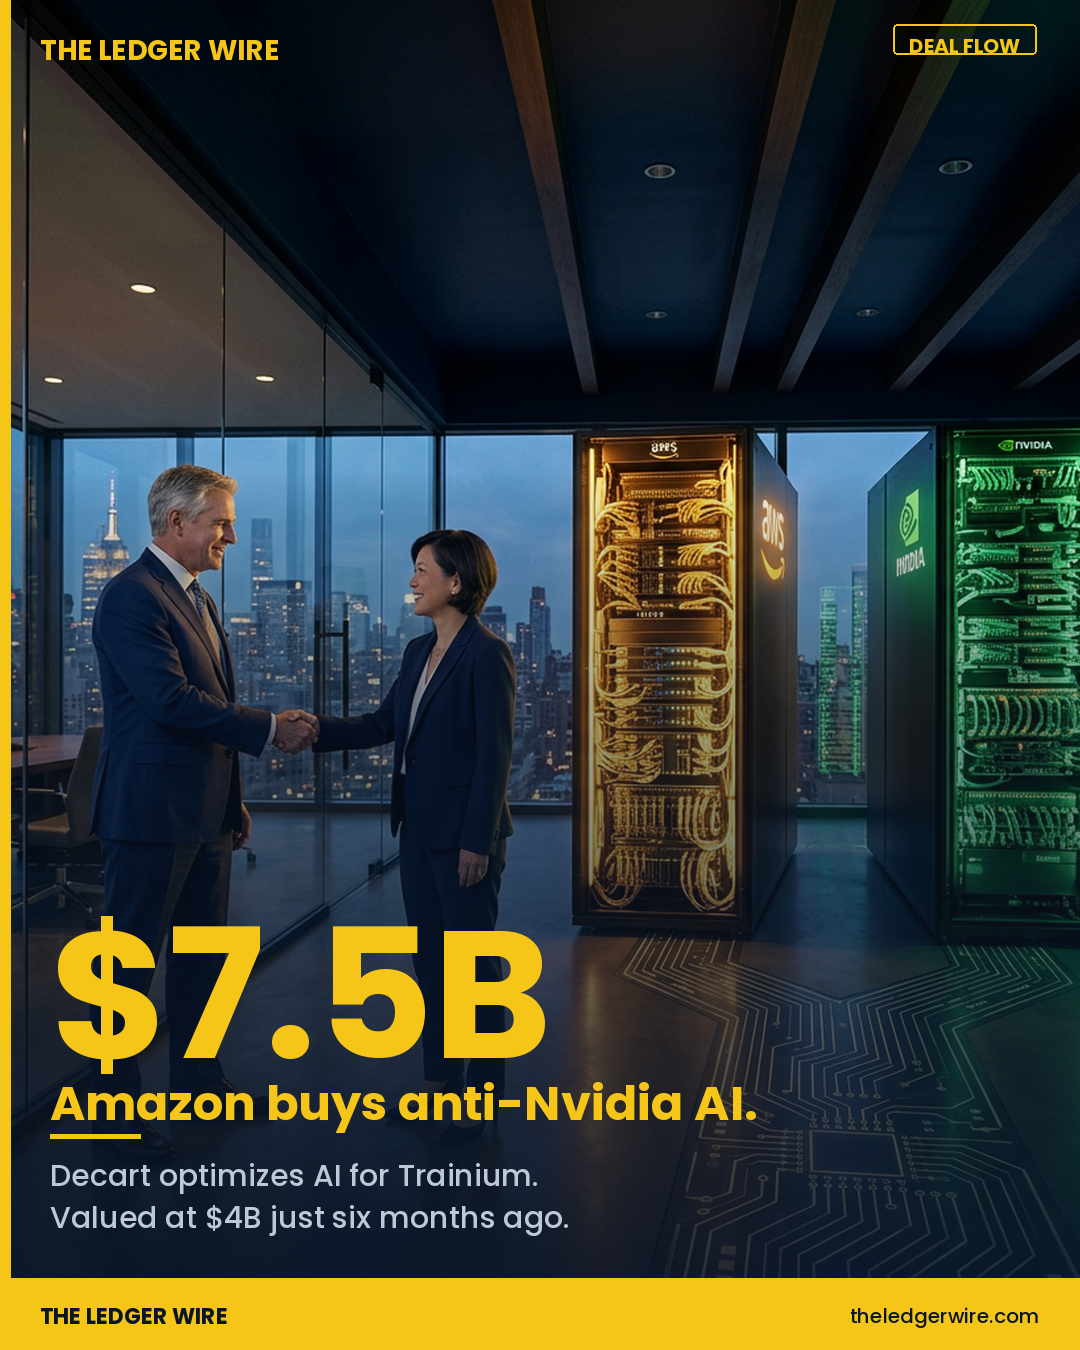 THE LEDGER WIRE
DEAL FLOW
aws
NVIDIA
aws
NVIDIA
$7.5B
Amazon buys anti-Nvidia AI.
Decart optimizes AI for Trainium.
Valued at $4B just six months ago.
THE LEDGER WIRE
theledgerwire.com